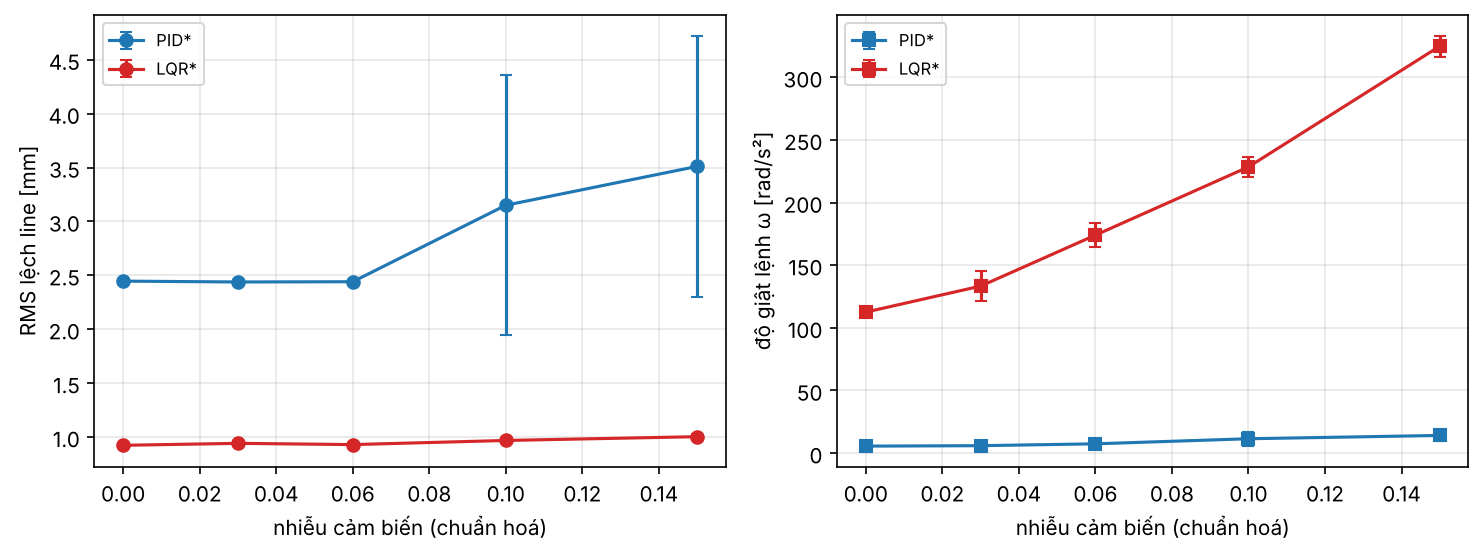 PID*
LQR*
4.5
4.0
3.5
3.0
2.5
2.0
1.5
1.0
RMS lệch line [mm]
0.00 0.02 0.04 0.06 0.08 0.10 0.12 0.14
nhiễu cảm biến (chuẩn hoá)
PID*
LQR*
300
250
200
150
100
50
0
độ giật lệnh ω [rad/s²]
0.00 0.02 0.04 0.06 0.08 0.10 0.12 0.14
nhiễu cảm biến (chuẩn hoá)